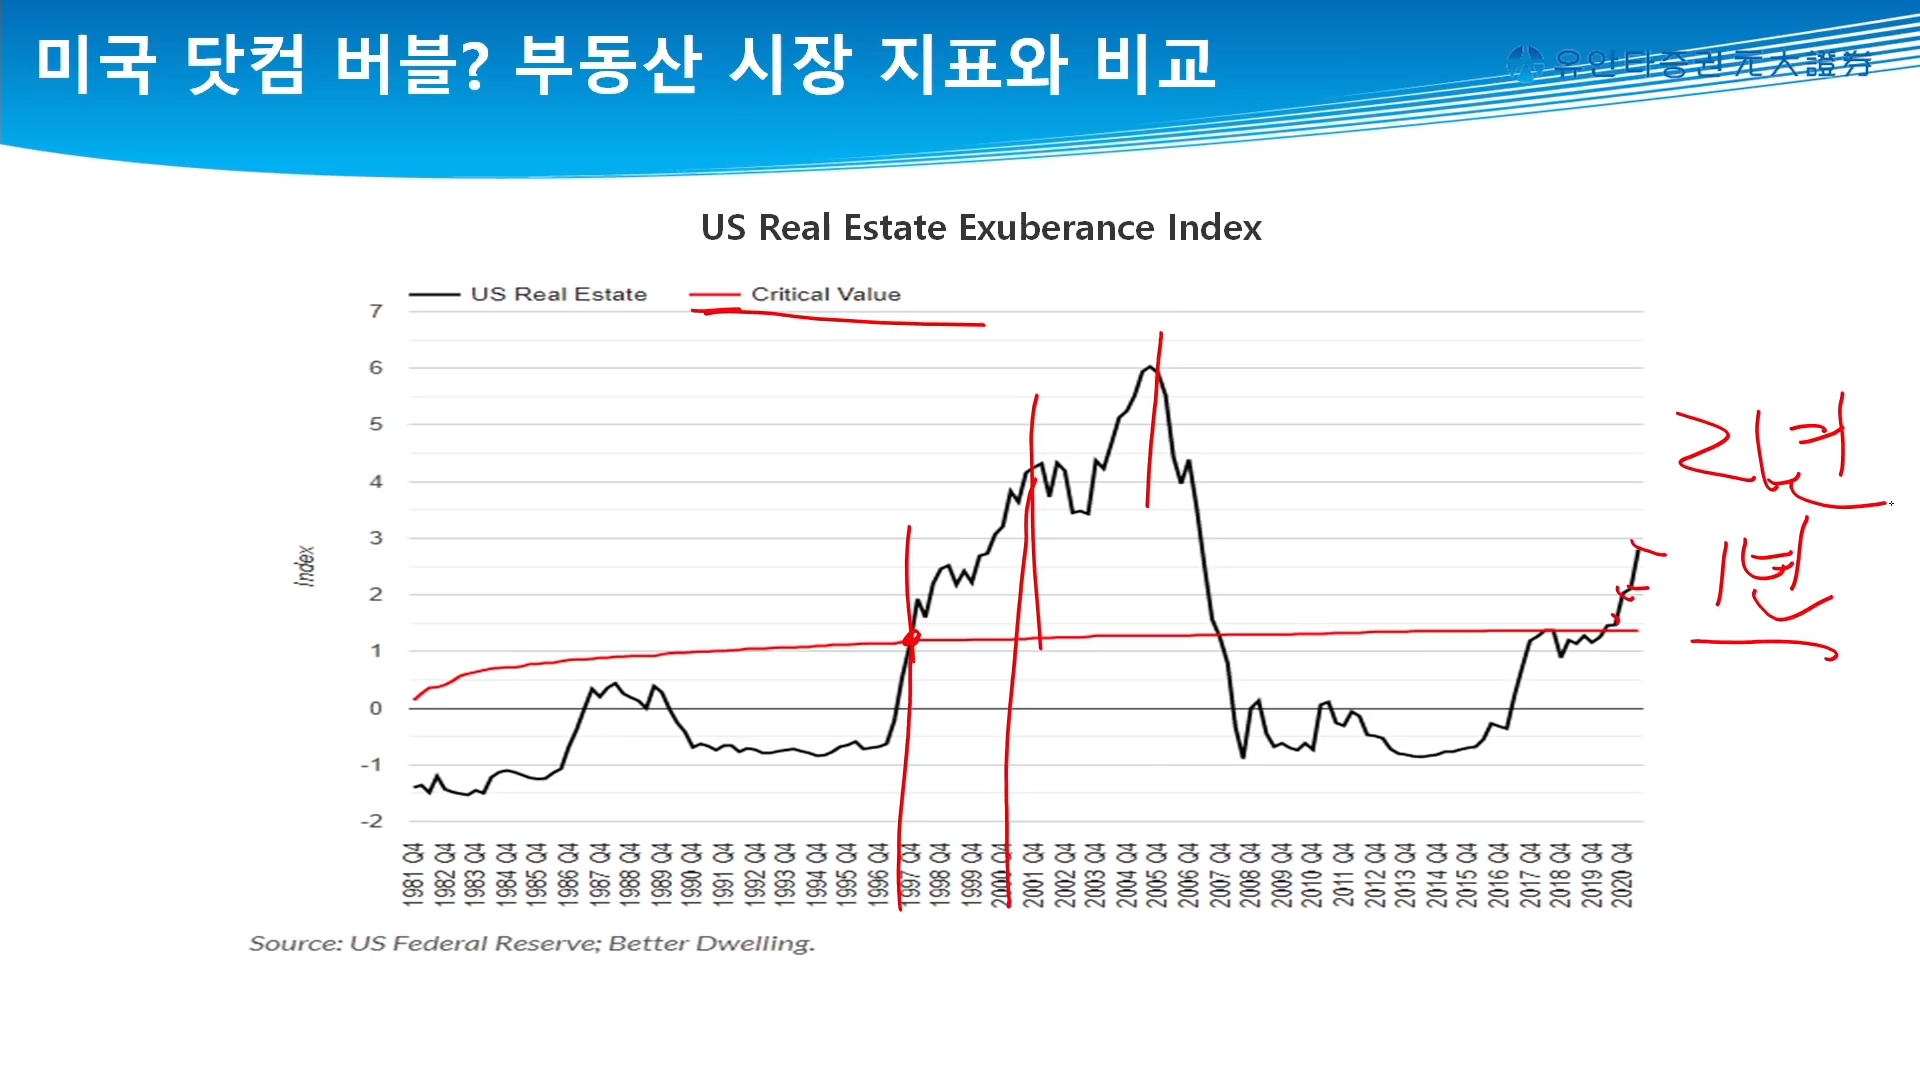 미국 닷컴 버블? 부동산 시장 지표와 비교
유안타증권 元大證券
US Real Estate Exuberance Index
US Real Estate
Critical Value
7
6
5
4
3
2
1
0
-1
-2
Index
1981 Q4
1982 Q4
1983 Q4
1984 Q4
1985 Q4
1986 Q4
1987 Q4
1988 Q4
1989 Q4
1990 Q4
1991 Q4
1992 Q4
1993 Q4
1994 Q4
1995 Q4
1996 Q4
1997 Q4
1998 Q4
1999 Q4
2000 Q4
2001 Q4
2002 Q4
2003 Q4
2004 Q4
2005 Q4
2006 Q4
2007 Q4
2008 Q4
2009 Q4
2010 Q4
2011 Q4
2012 Q4
2013 Q4
2014 Q4
2015 Q4
2016 Q4
2017 Q4
2018 Q4
2019 Q4
2020 Q4
Source: US Federal Reserve; Better Dwelling.